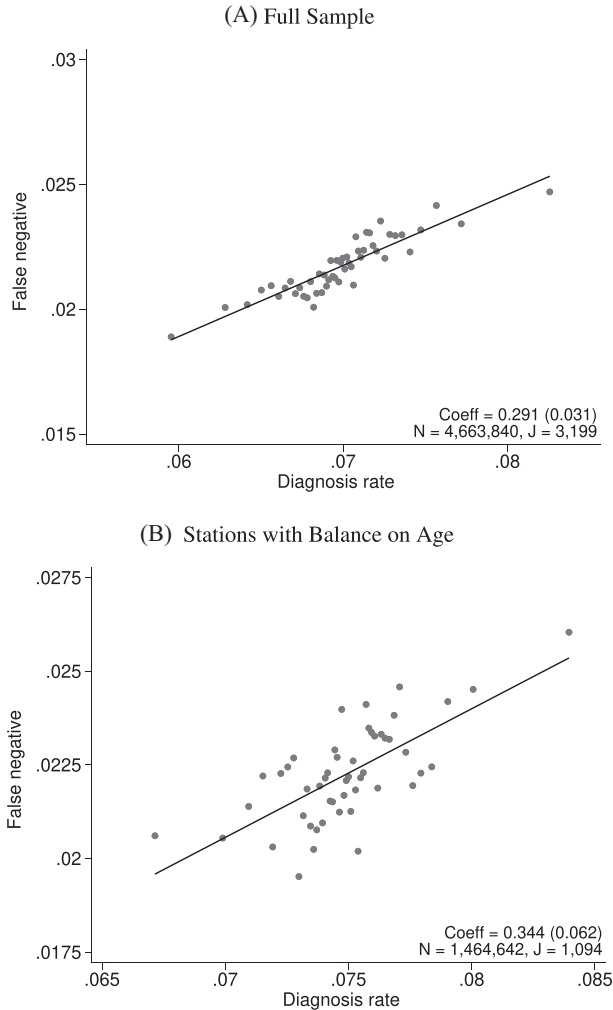 (A) Full Sample
.03
.025
.02
.015
False negative
Coeff = 0.291 (0.031)
N = 4,663,840, J = 3,199
.06 .07 .08
Diagnosis rate
(B) Stations with Balance on Age
.0275
.025
.0225
.02
.0175
False negative
Coeff = 0.344 (0.062)
N = 1,464,642, J = 1,094
.065 .07 .075 .08 .085
Diagnosis rate